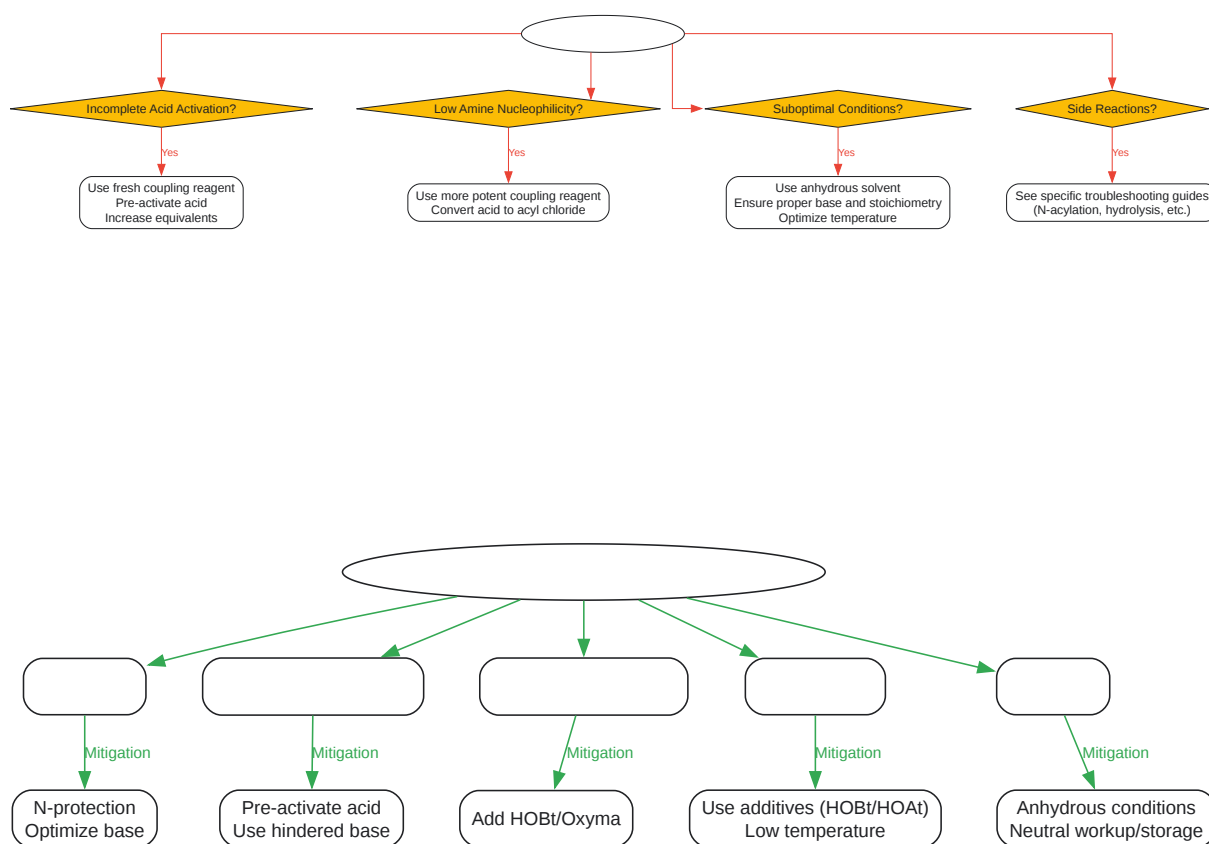 Incomplete Acid Activation?
Low Amine Nucleophilicity?
Suboptimal Conditions?
Side Reactions?
Yes
Yes
Yes
Yes
Use fresh coupling reagent
Pre-activate acid
Increase equivalents
Use more potent coupling reagent
Convert acid to acyl chloride
Use anhydrous solvent
Ensure proper base and stoichiometry
Optimize temperature
See specific troubleshooting guides
(N-acylation, hydrolysis, etc.)
Mitigation
Mitigation
Mitigation
Mitigation
Mitigation
N-protection
Optimize base
Pre-activate acid
Use hindered base
Add HOBt/Oxyma
Use additives (HOBt/HOAt)
Low temperature
Anhydrous conditions
Neutral workup/storage